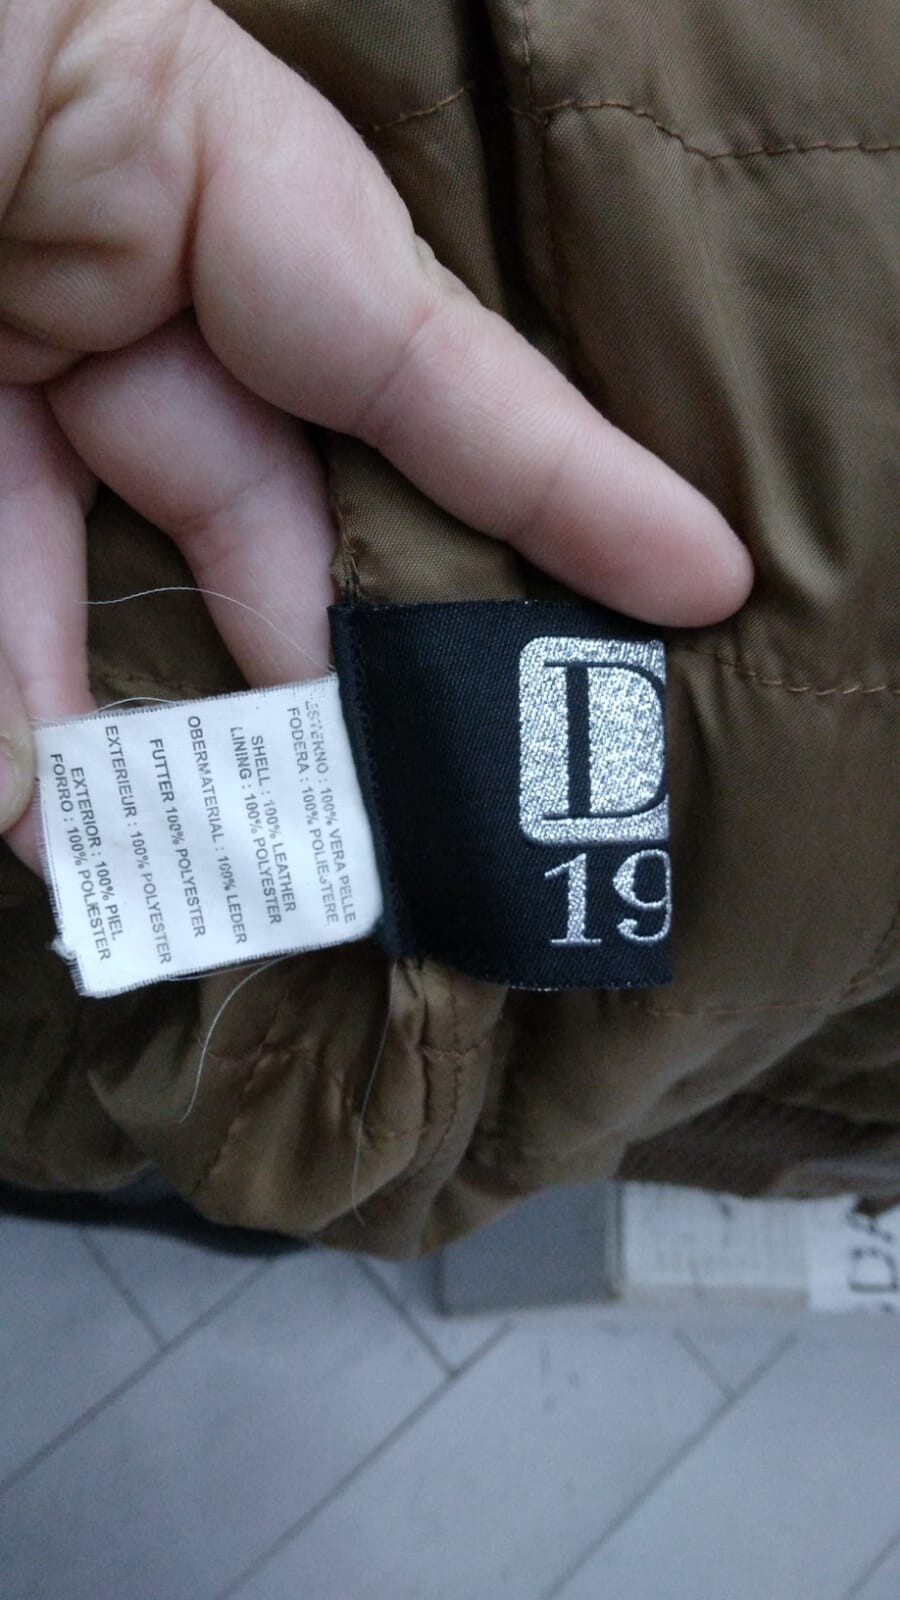 ESTERNO : 100% VERA PELLE
FODERA : 100% POLIESTERE
SHELL : 100% LEATHER
LINING : 100% POLYESTER
OBERMATERIAL : 100% LEDER
FUTTER 100% POLYESTER
EXTERIEUR : 100% POLYESTER
EXTERIOR : 100% PIEL
FORRO : 100% POLIESTER
D
19
DA